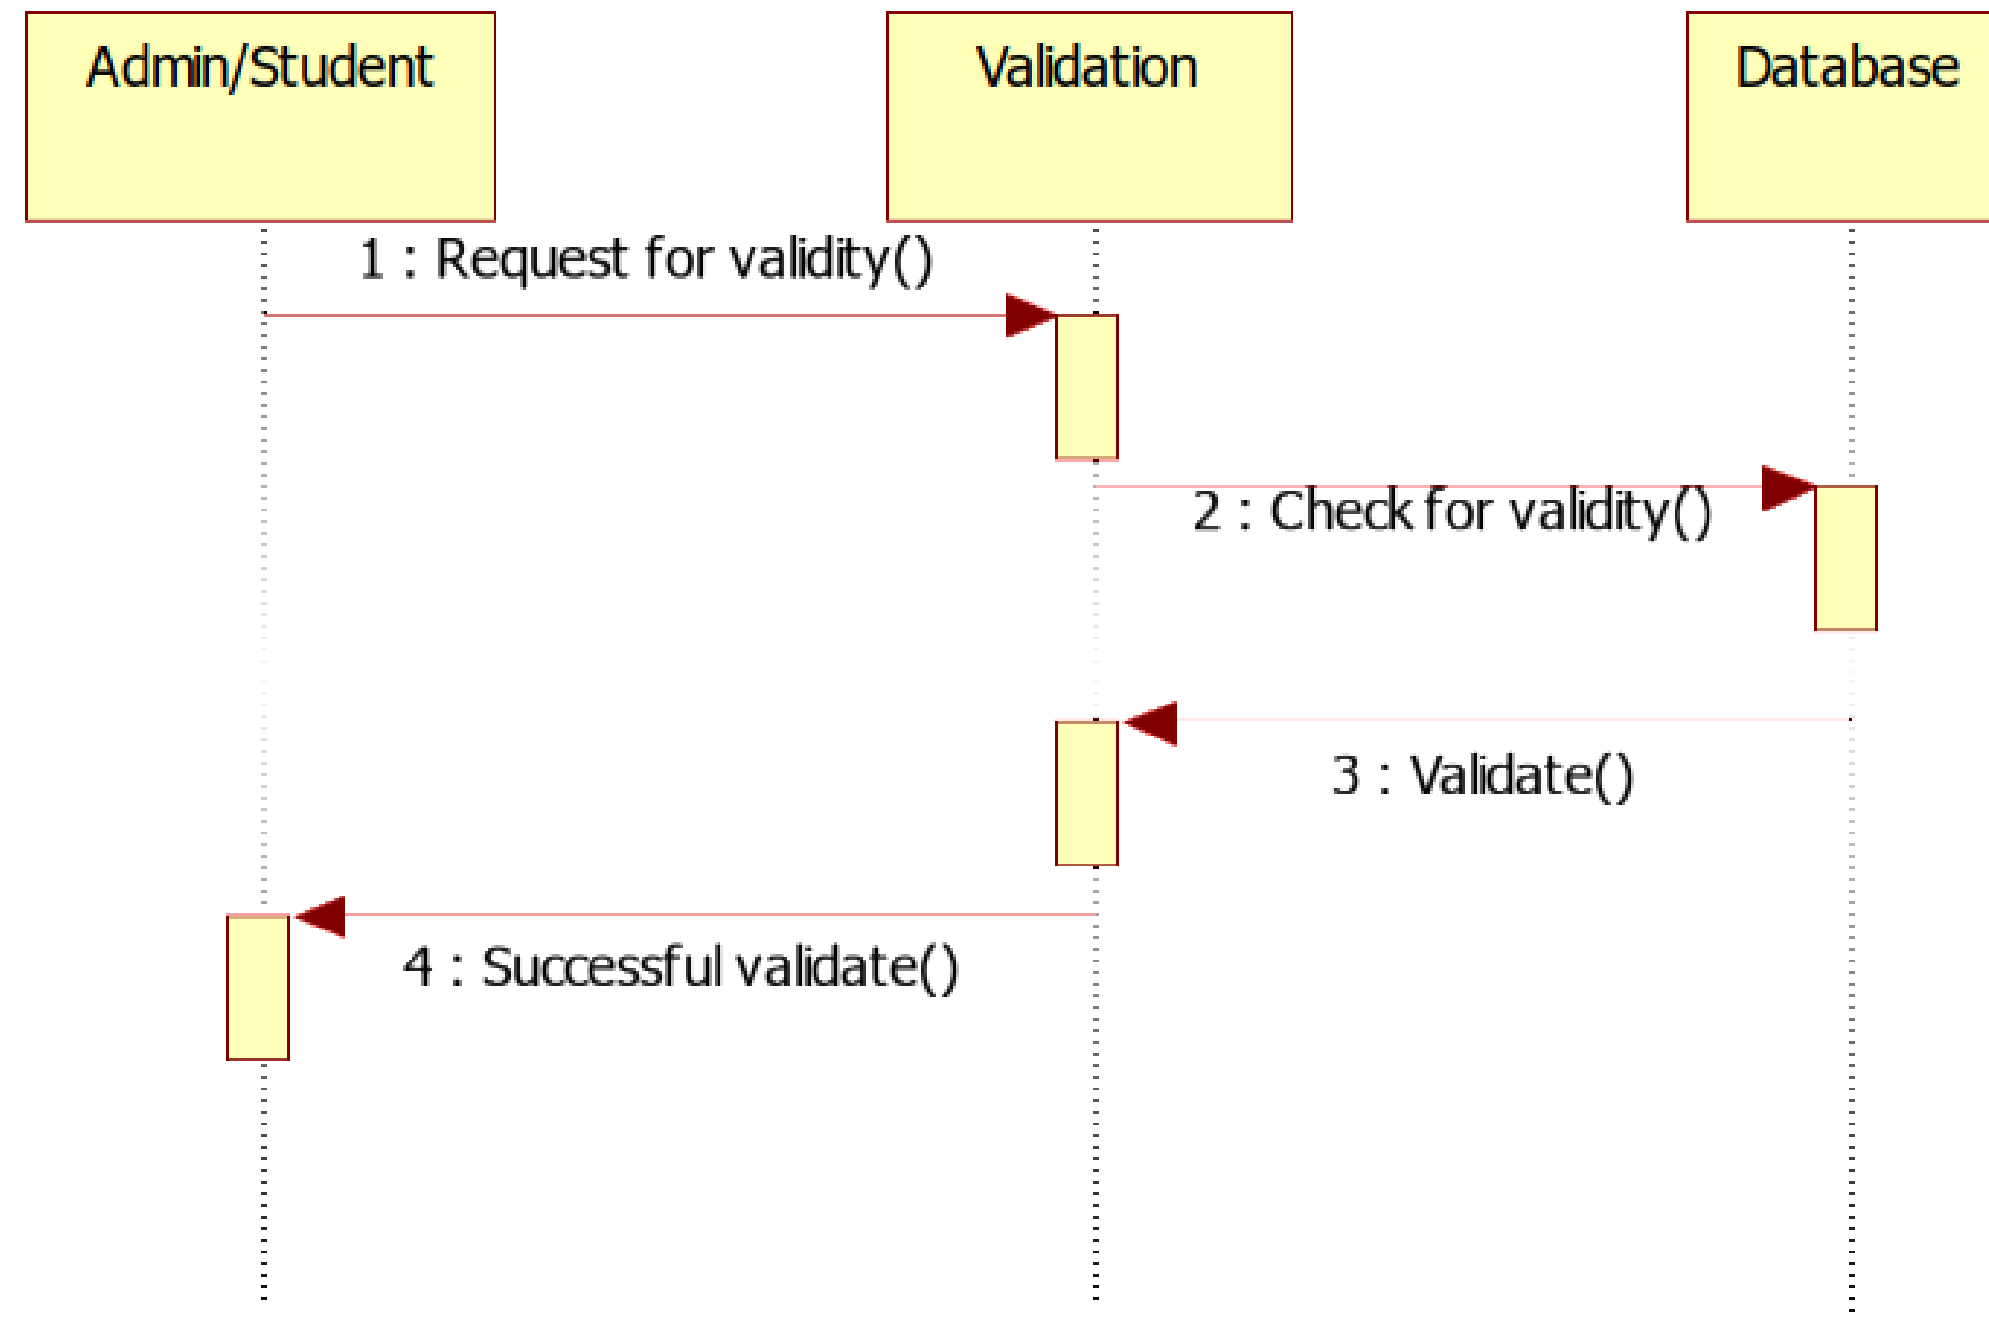 Admin/Student
Validation
Database
1 : Request for validity()
2 : Check for validity()
3 : Validate()
4 : Successful validate()